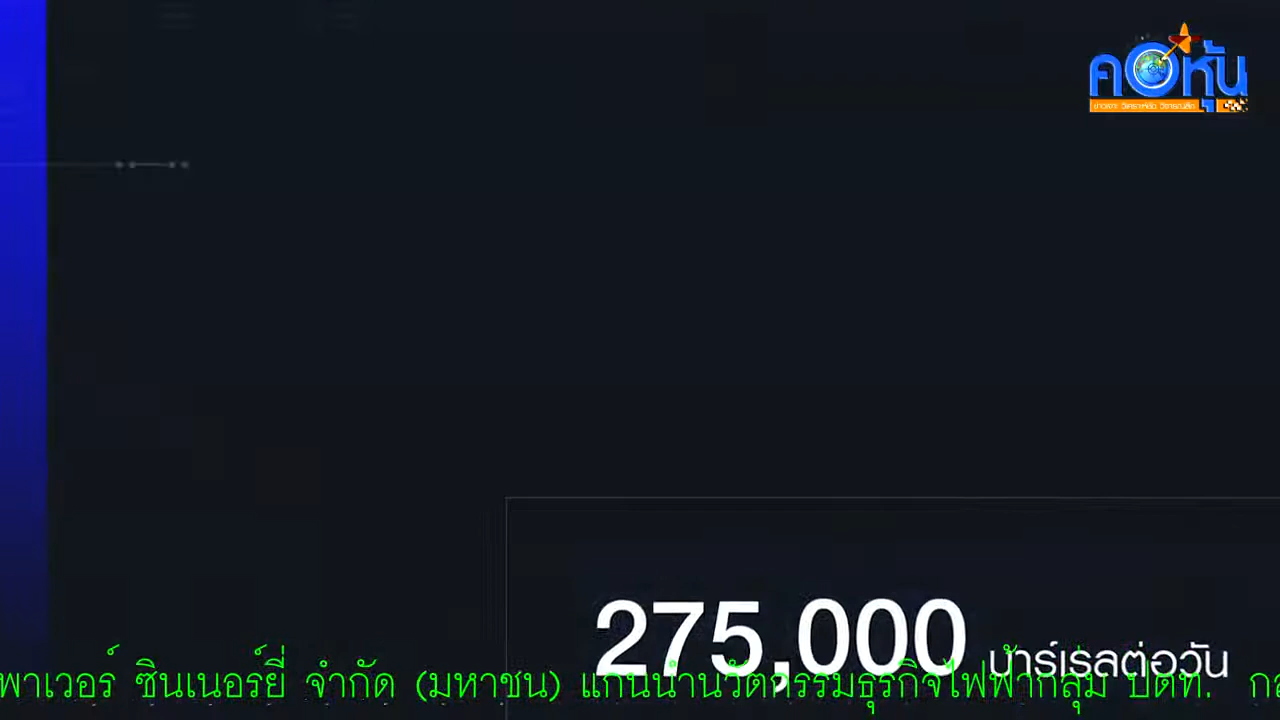 คอหุ้น
275,000 บาร์เรลต่อวัน
พาเวอร์ ซินเนอร์ยี่ จำกัด (มหาชน) แกนนำนวัตกรรมธุรกิจไฟฟ้ากลุ่ม ปตท.